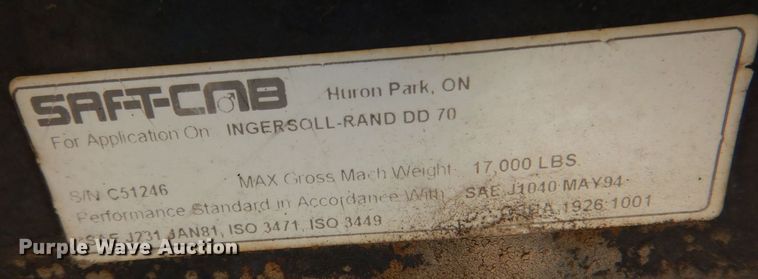 SAF-T-CAB Huron Park, ON
For Application On INGERSOLL-RAND DD 70
S/N C51246 MAX Gross Mach Weight 17,000 LBS.
Performance Standard in Accordance With SAE J1040 MAY94
SAE J231 JAN81, ISO 3471, ISO 3449 1926.1001
Purple Wave Auction